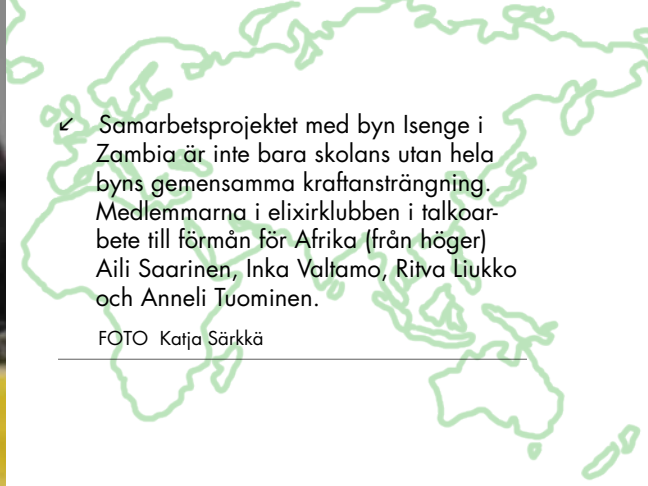 ↙ Samarbetsprojektet med byn Isenge i
Zambia är inte bara skolans utan hela
byns gemensamma kraftansträngning.
Medlemmarna i elixirklubben i talkoar-
bete till förmån för Afrika (från höger)
Aili Saarinen, Inka Valtamo, Ritva Liukko
och Anneli Tuominen.
FOTO Katja Särkkä